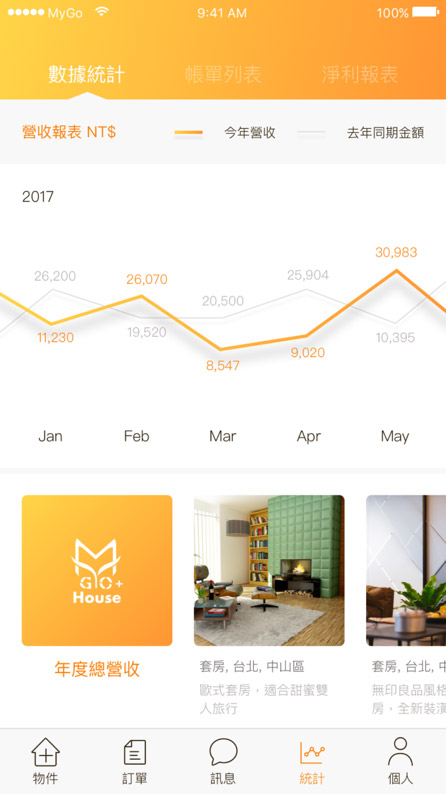 MyGo 9:41 AM 100%
數據統計 帳單列表 淨利報表
營收報表 NT$ 今年營收 去年同期金額
2017
30,983
26,200 26,070 25,904
20,500
11,230 19,520 10,395
9,020
8,547
Jan Feb Mar Apr May
M
GO+
House
年度總營收
套房, 台北, 中山區
歐式套房，適合甜蜜雙
人旅行
套房, 台北, 
無印良品風格
房，全新裝潢
物件 訂單 訊息 統計 個人